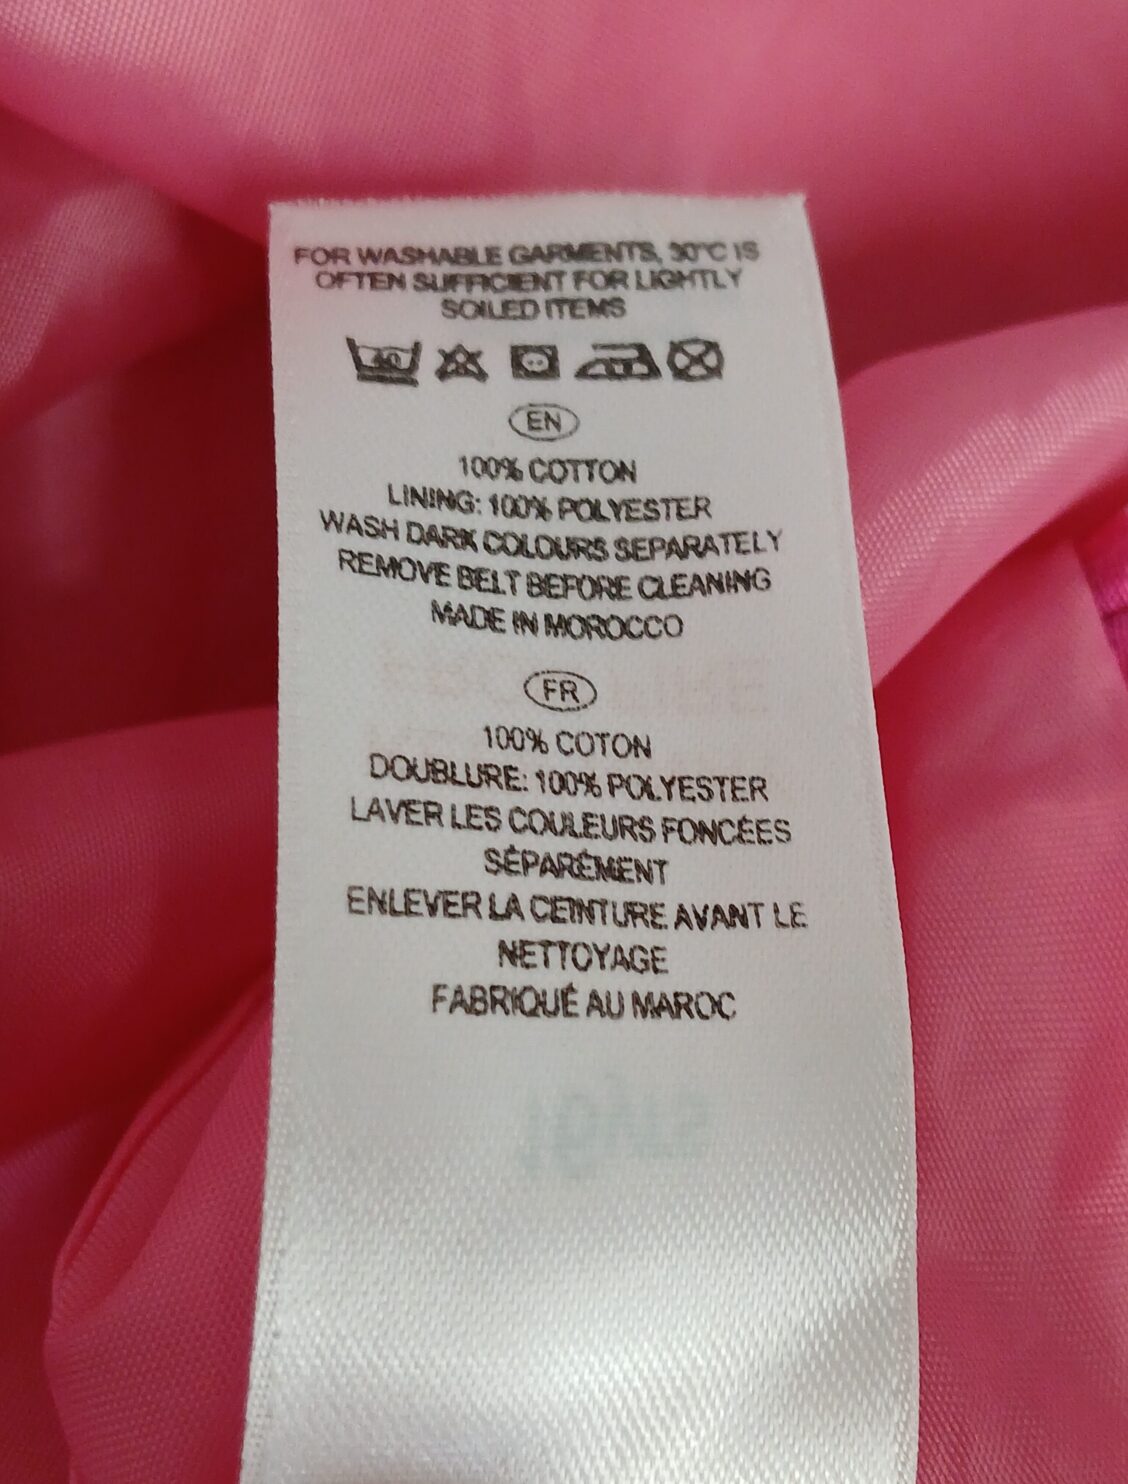 FOR WASHABLE GARMENTS, 30°C IS
OFTEN SUFFICIENT FOR LIGHTLY
SOILED ITEMS
40
EN
100% COTTON
LINING: 100% POLYESTER
WASH DARK COLOURS SEPARATELY
REMOVE BELT BEFORE CLEANING
MADE IN MOROCCO
FR
100% COTON
DOUBLURE: 100% POLYESTER
LAVER LES COULEURS FONCÉES
SÉPARÉMENT
ENLEVER LA CEINTURE AVANT LE
NETTOYAGE
FABRIQUÉ AU MAROC